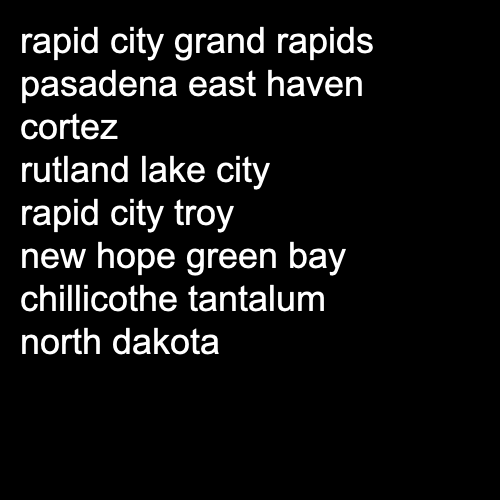 rapid city grand rapids
pasadena east haven
cortez
rutland lake city
rapid city troy
new hope green bay
chillicothe tantalum
north dakota